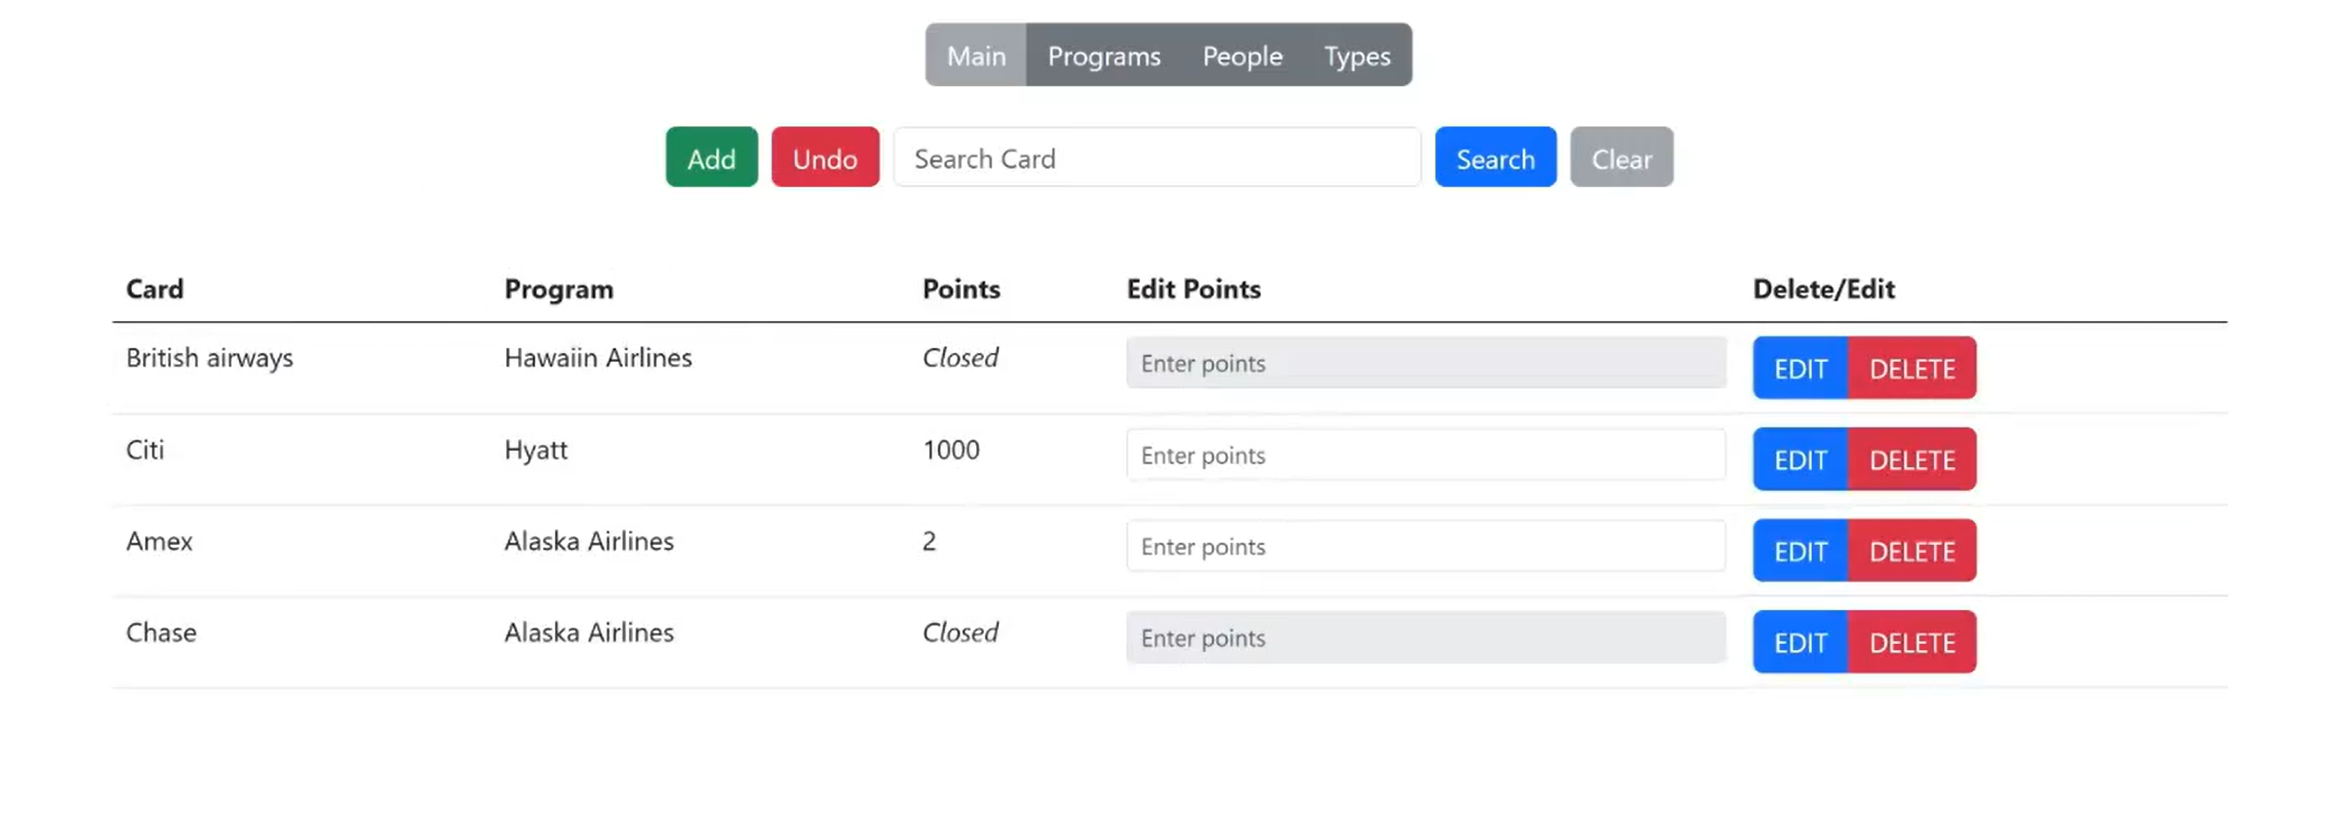 Main Programs People Types
Add Undo Search Card Search Clear
Card Program Points Edit Points Delete/Edit
British airways Hawaiin Airlines Closed Enter points EDIT DELETE
Citi Hyatt 1000 Enter points EDIT DELETE
Amex Alaska Airlines 2 Enter points EDIT DELETE
Chase Alaska Airlines Closed Enter points EDIT DELETE